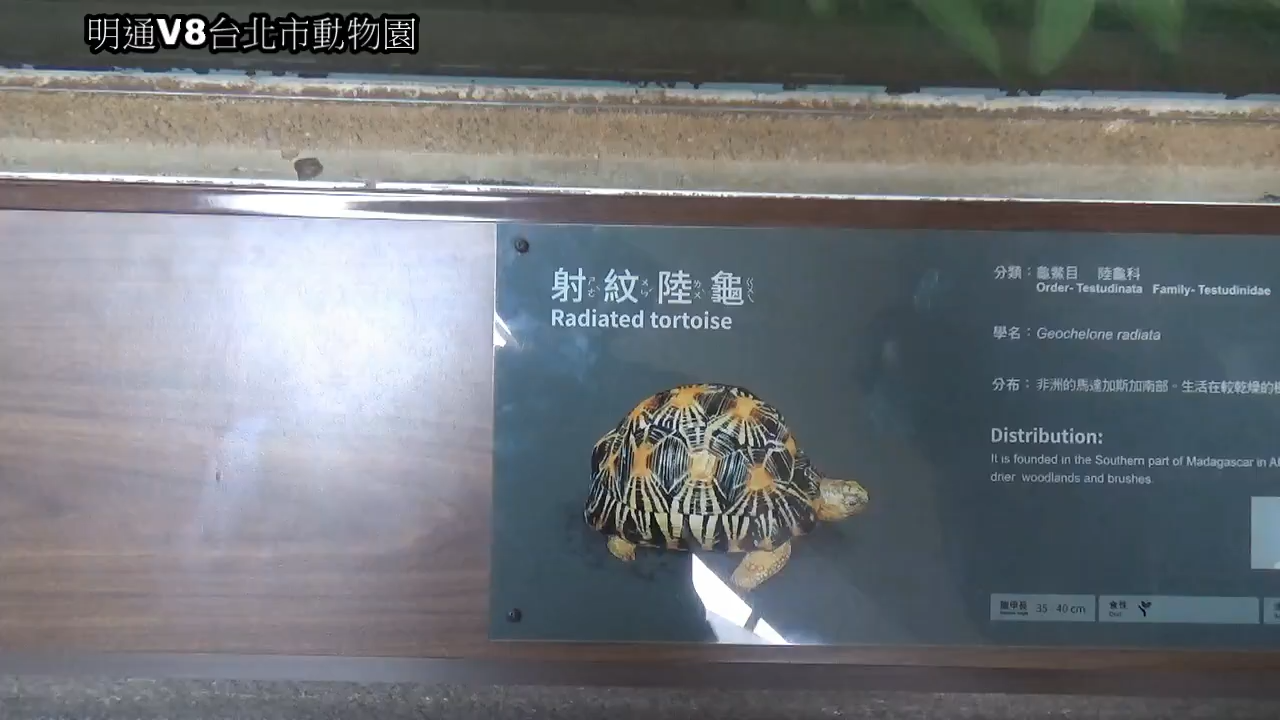 明通V8台北市動物園
射紋陸龜
Radiated tortoise
分類：龜鱉目 陸龜科
Order- Testudinata Family- Testudinidae
學名：Geochelone radiata
分布：非洲的馬達加斯加南部。生活在較乾燥的
Distribution:
It is founded in the Southern part of Madagascar in
drier woodlands and brushes.
35 40 cm
食性